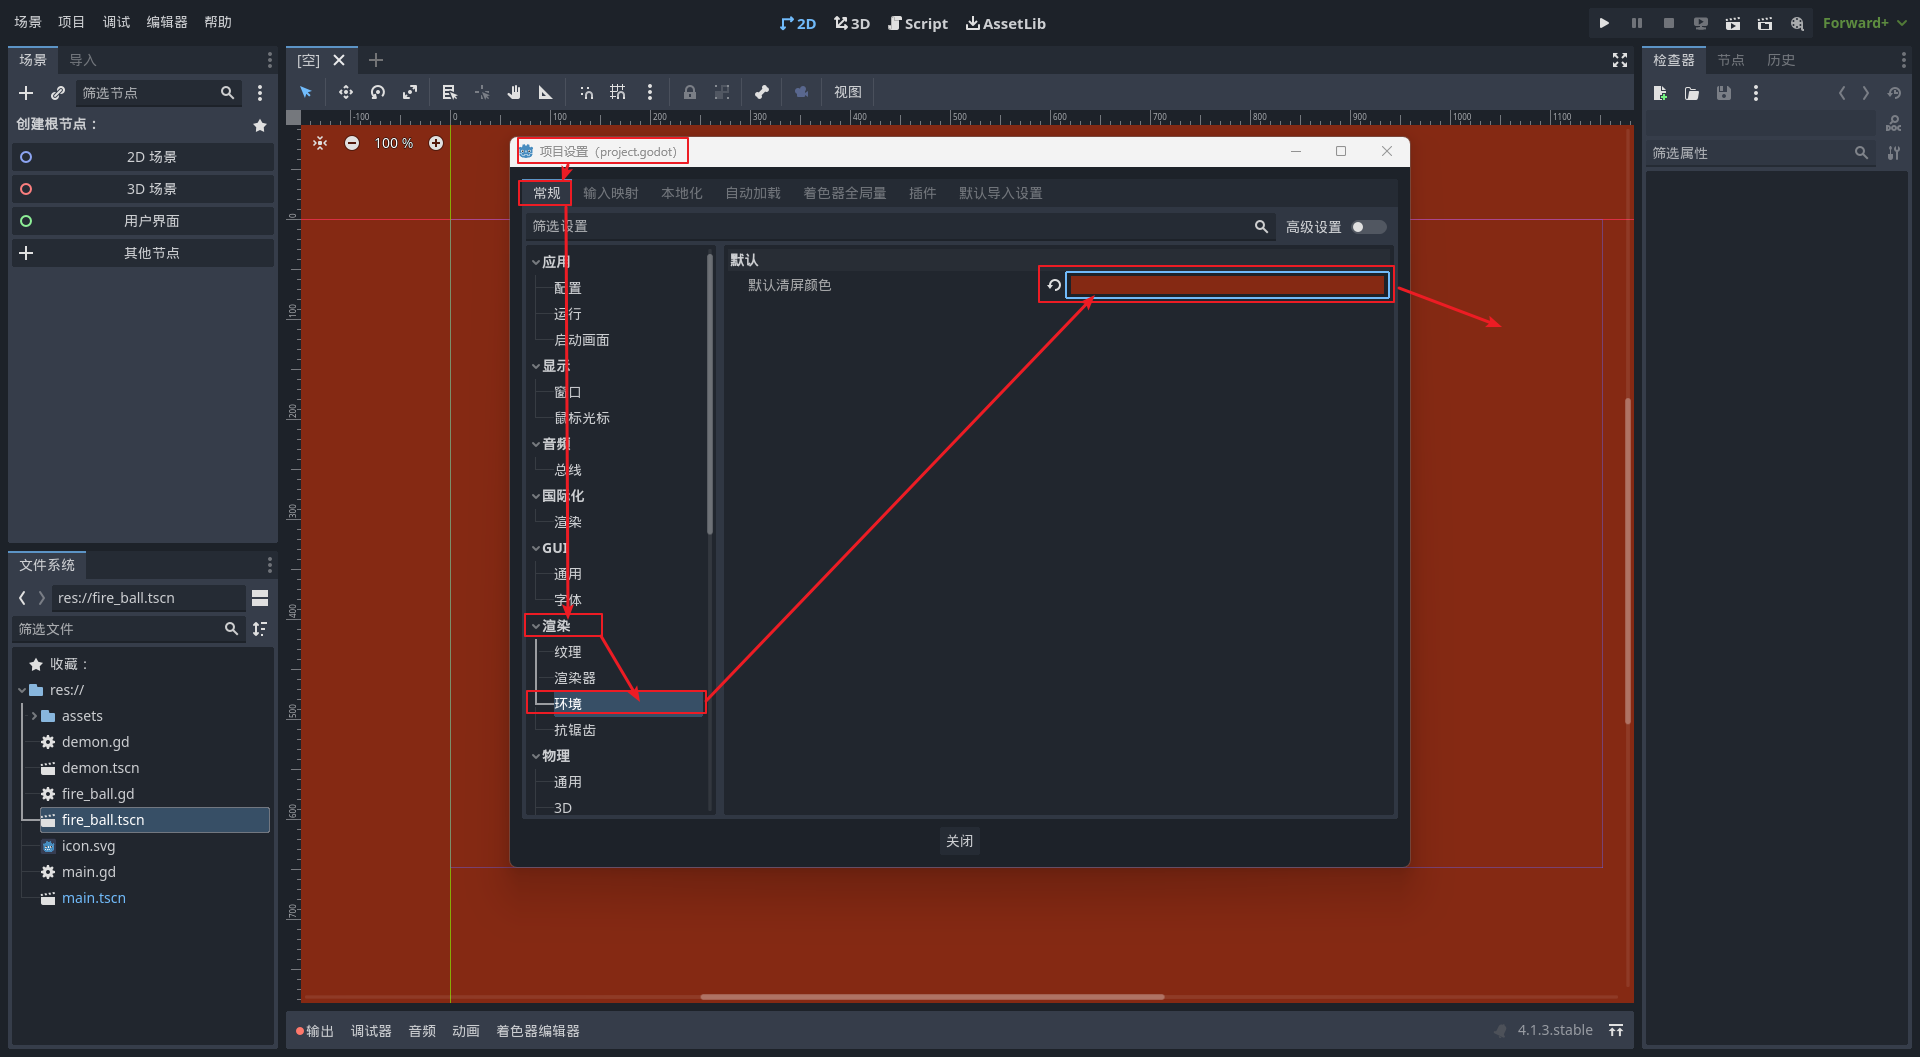 场景 项目 调试 编辑器 帮助
2D 3D Script AssetLib
Forward+
场景 导入
筛选节点
创建根节点：
2D 场景
3D 场景
用户界面
其他节点
文件系统
res://fire_ball.tscn
筛选文件
收藏：
res://
assets
demon.gd
demon.tscn
fire_ball.gd
fire_ball.tscn
icon.svg
main.gd
main.tscn
[空]
视图
-100 0 100 200 300 400 500 600 700 800 900 1000 1100
0
100
200
300
400
500
600
700
100 %
项目设置（project.godot）
常规 输入映射 本地化 自动加载 着色器全局量 插件 默认导入设置
筛选设置
高级设置
应用
配置
运行
启动画面
显示
窗口
鼠标光标
音频
总线
国际化
渲染
GUI
通用
字体
渲染
纹理
渲染器
环境
抗锯齿
物理
通用
3D
默认
默认清屏颜色
关闭
输出 调试器 音频 动画 着色器编辑器
4.1.3.stable
检查器 节点 历史
DOC
筛选属性